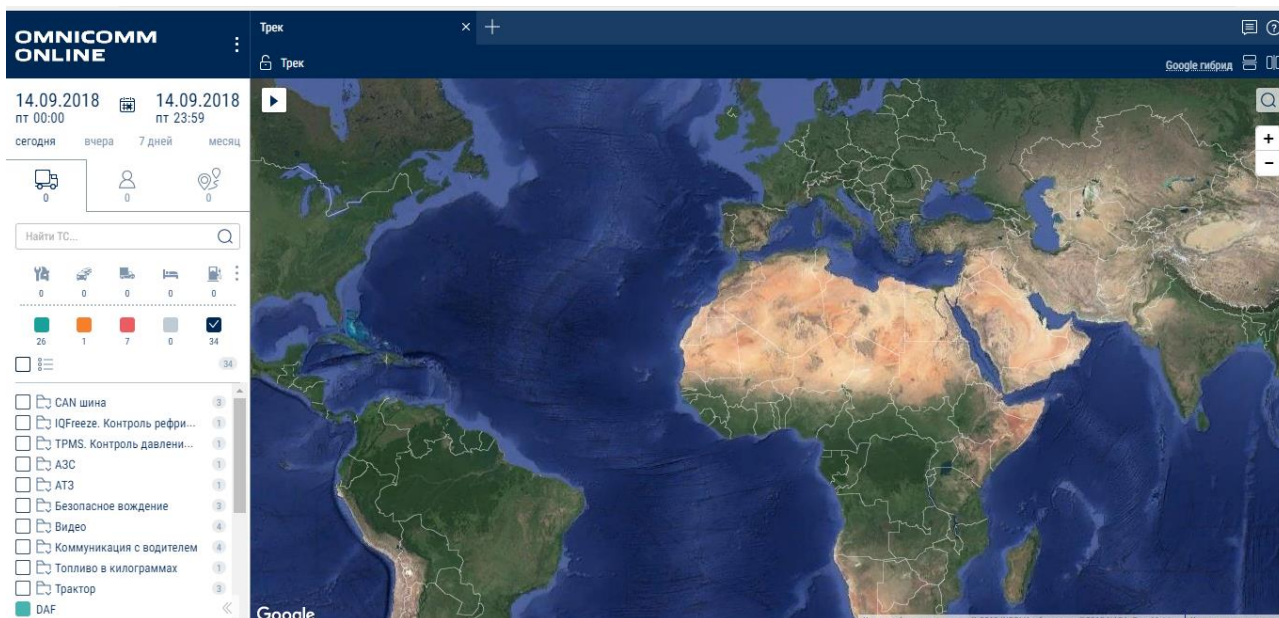 OMNICOMM
ONLINE
Трек
Трек
Google гибрид
14.09.2018 14.09.2018
пт 00:00 пт 23:59
сегодня вчера 7 дней месяц
0 0 0
Найти ТС...
0 0 0 0 0
26 1 7 0 34
34
CAN шина 3
IQFreeze. Контроль рефри... 1
TPMS. Контроль давлени... 1
АЗС 1
АТЗ 1
Безопасное вождение 3
Видео 4
Коммуникация с водителем 4
Топливо в килограммах 1
Трактор 3
DAF
Google